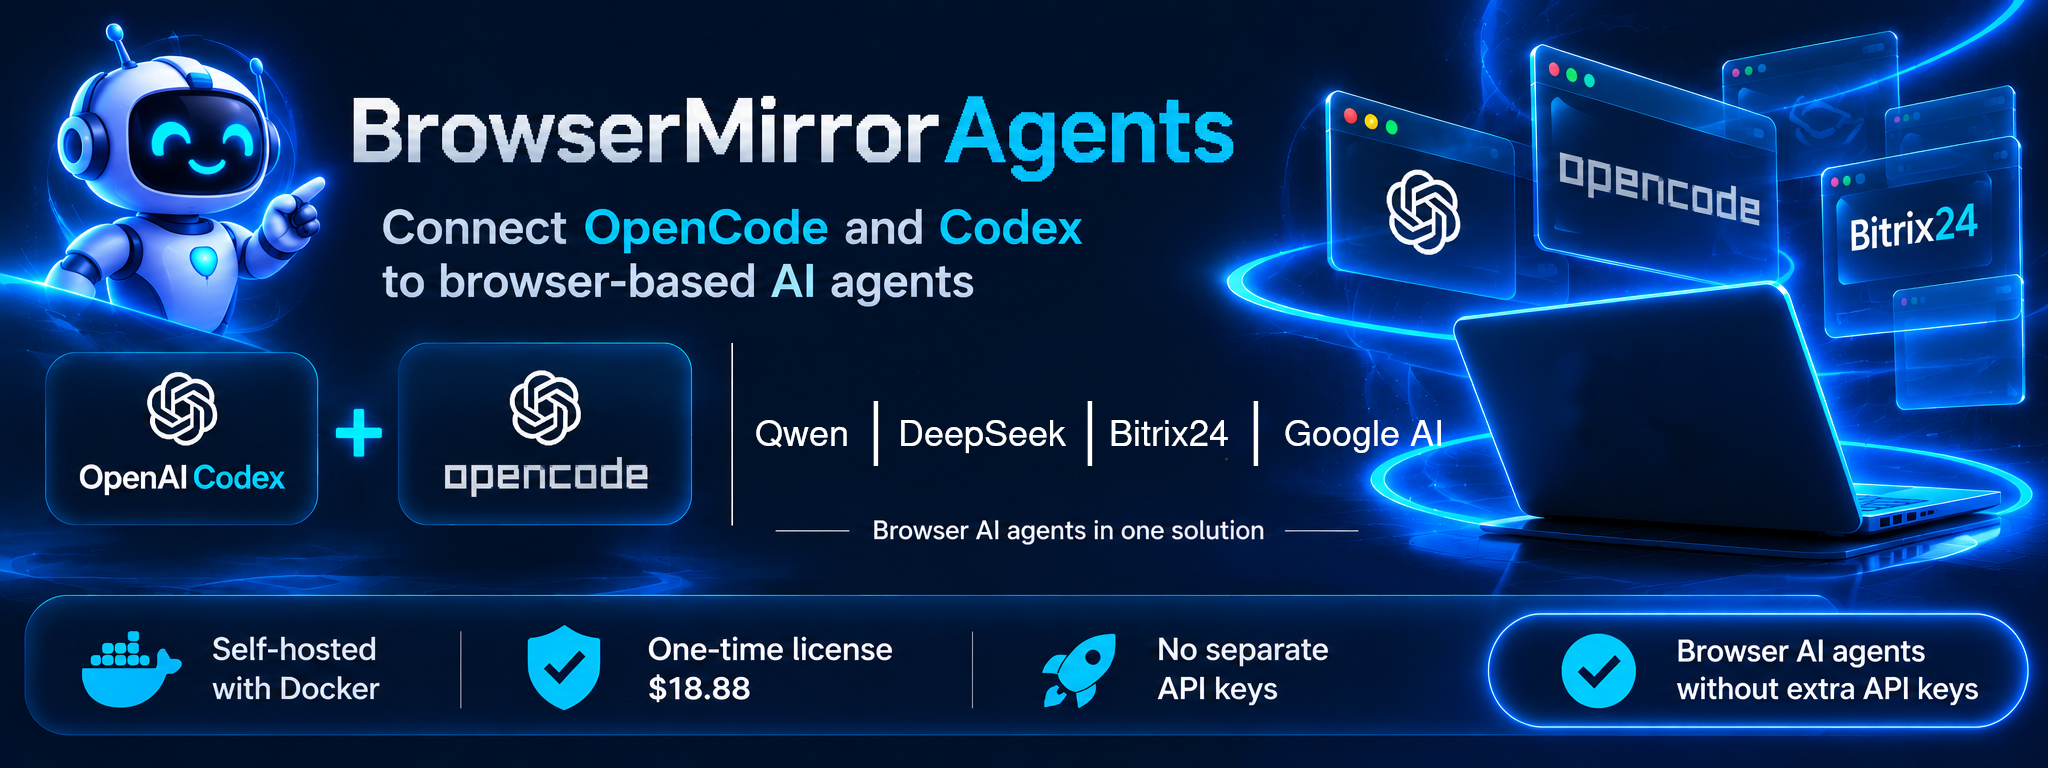 BrowserMirrorAgents
Connect OpenCode and Codex
to browser-based AI agents
opencode
Bitrix24
OpenAI Codex
opencode
Qwen | DeepSeek | Bitrix24 | Google AI
Browser AI agents in one solution
Self-hosted
with Docker
One-time license
$18.88
No separate
API keys
Browser AI agents
without extra API keys